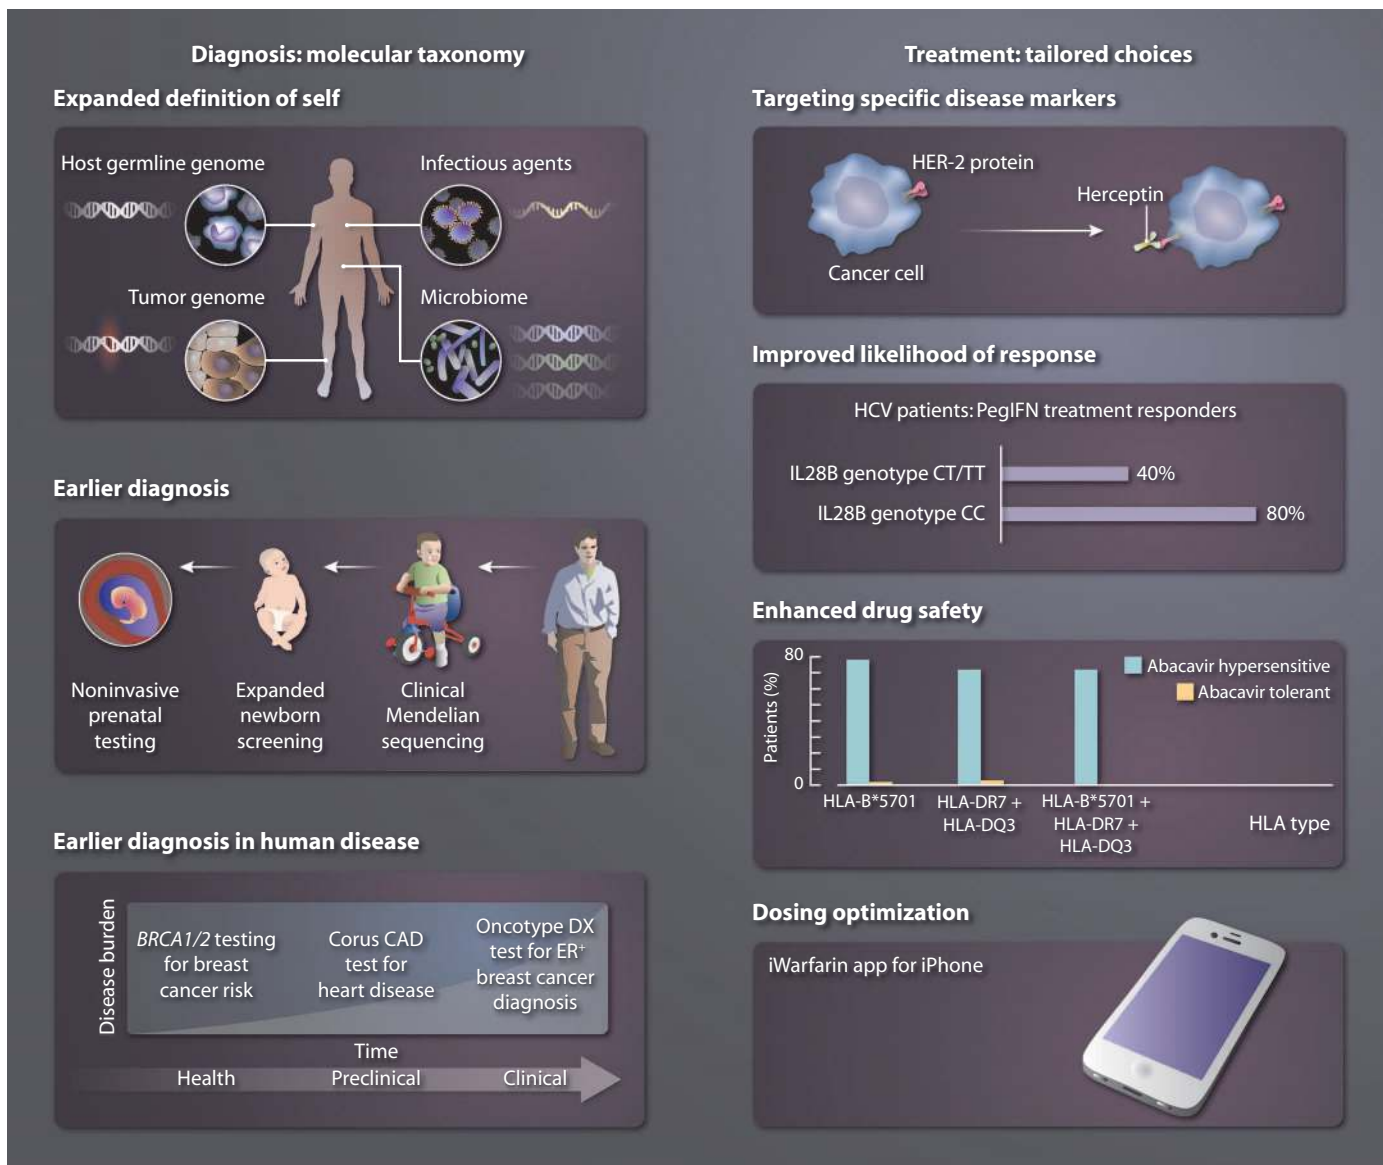 Diagnosis: molecular taxonomy
Expanded definition of self
Host germline genome
Infectious agents
Tumor genome
Microbiome
Earlier diagnosis
Noninvasive
prenatal
testing
Expanded
newborn
screening
Clinical
Mendelian
sequencing
Earlier diagnosis in human disease
Disease burden
BRCA1/2 testing
for breast
cancer risk
Corus CAD
test for
heart disease
Oncotype DX
test for ER⁺
breast cancer
diagnosis
Time
Health
Preclinical
Clinical
Treatment: tailored choices
Targeting specific disease markers
HER-2 protein
Herceptin
Cancer cell
Improved likelihood of response
HCV patients: PegIFN treatment responders
IL28B genotype CT/TT
40%
IL28B genotype CC
80%
Enhanced drug safety
80
Patients (%)
0
Abacavir hypersensitive
Abacavir tolerant
HLA-B*5701
HLA-DR7 +
HLA-DQ3
HLA-B*5701 +
HLA-DR7 +
HLA-DQ3
HLA type
Dosing optimization
iWarfarin app for iPhone